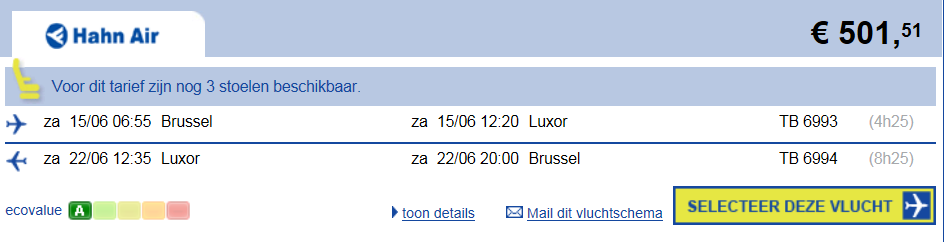 Hahn Air
€ 501,51
Voor dit tarief zijn nog 3 stoelen beschikbaar.
za 15/06 06:55 Brussel za 15/06 12:20 Luxor TB 6993 (4h25)
za 22/06 12:35 Luxor za 22/06 20:00 Brussel TB 6994 (8h25)
ecovalue A toon details Mail dit vluchtschema SELECTEER DEZE VLUCHT